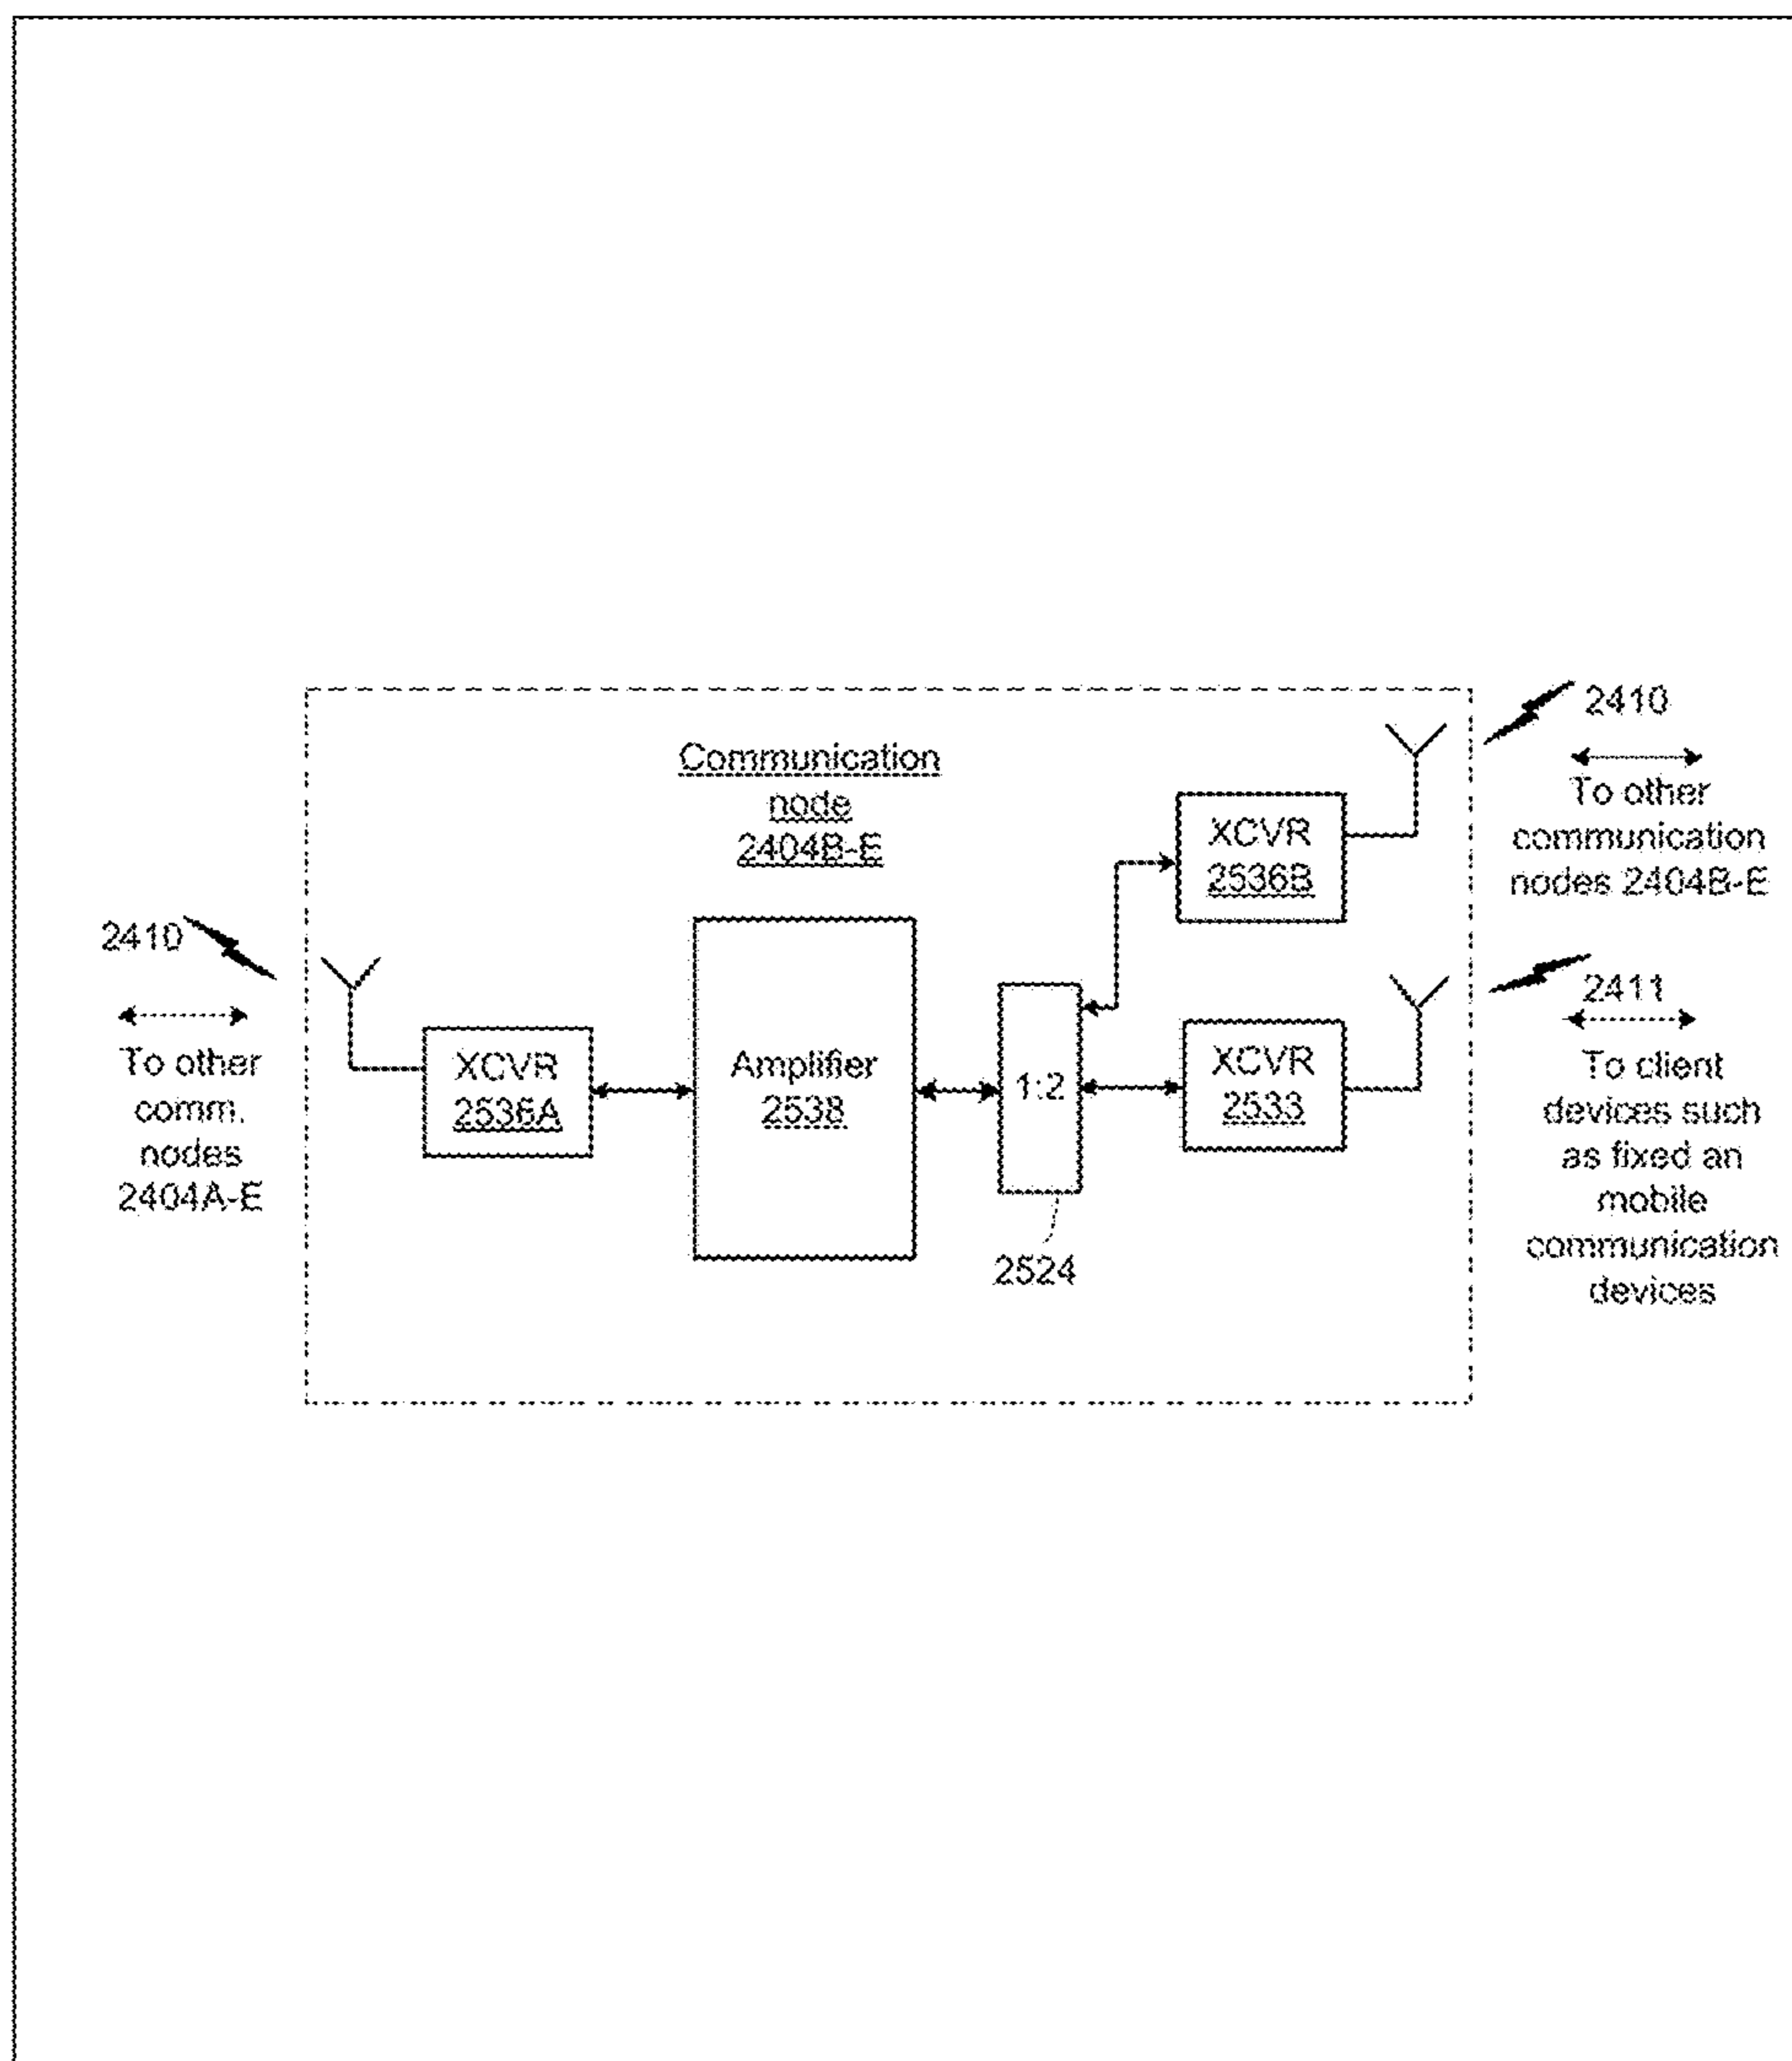 Communication
node
2404B-E
2410
To other
comm.
nodes
2404A-E
XCVR
2536A
Amplifier
2538
1:2
2524
XCVR
2536B
XCVR
2533
2410
To other
communication
nodes 2404B-E
2411
To client
devices such
as fixed an
mobile
communication
devices